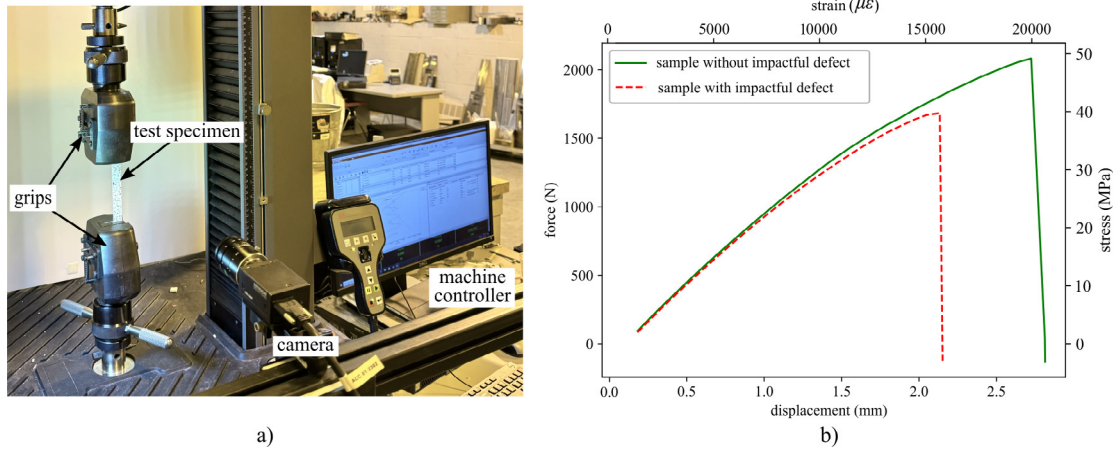 test specimen
grips
machine
controller
camera
a)
strain (με)
0 5000 10000 15000 20000
sample without impactful defect
sample with impactful defect
force (N)
2000
1500
1000
500
0
50
40
30
20
10
0
stress (MPa)
0.0 0.5 1.0 1.5 2.0 2.5
displacement (mm)
b)